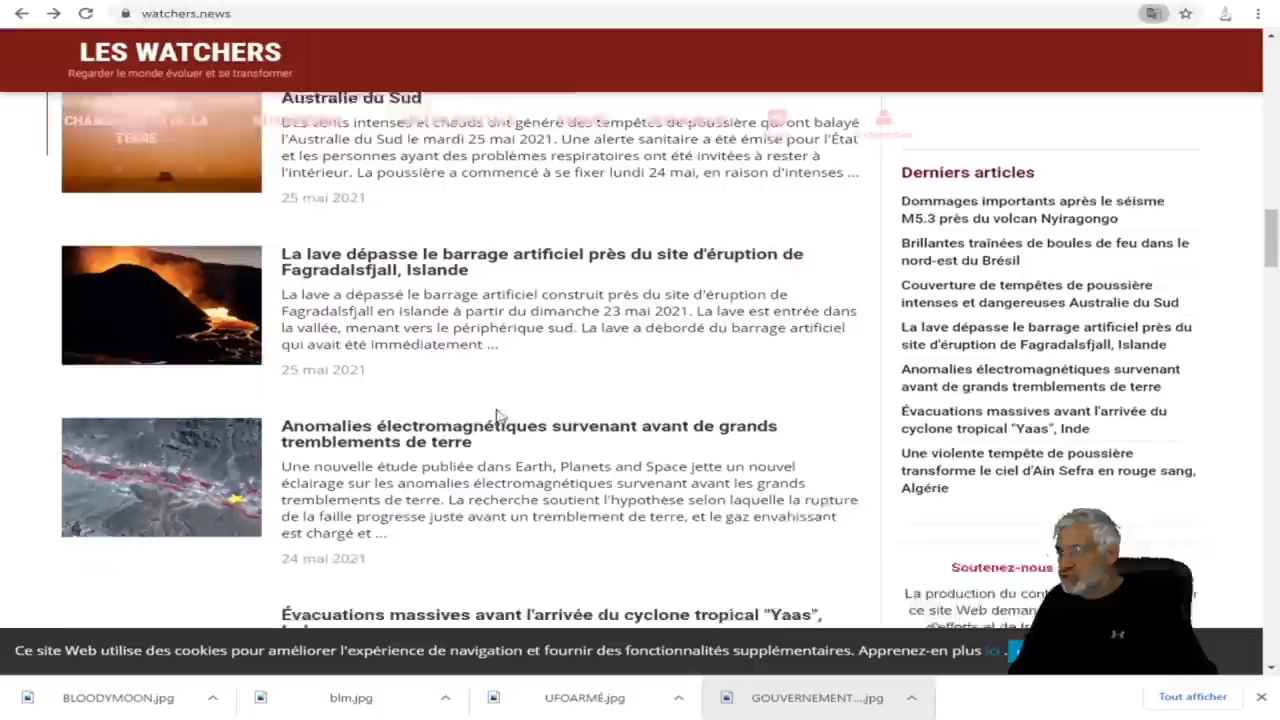 watchers.news
LES WATCHERS
Regarder le monde évoluer et se transformer
TERRE
Australie du Sud
Des vents intenses et chauds ont généré des tempêtes de poussière qui ont balayé
l'Australie du Sud le mardi 25 mai 2021. Une alerte sanitaire a été émise pour l'État
et les personnes ayant des problèmes respiratoires ont été invitées à rester à
l'intérieur. La poussière a commencé à se fixer lundi 24 mai, en raison d'intenses ...
25 mai 2021
La lave dépasse le barrage artificiel près du site d'éruption de
Fagradalsfjall, Islande
La lave a dépassé le barrage artificiel construit près du site d'éruption de
Fagradalsfjall en Islande à partir du dimanche 23 mai 2021. La lave est entrée dans
la vallée, menant vers le périphérique sud. La lave a débordé du barrage artificiel
qui avait été immédiatement ...
25 mai 2021
Anomalies électromagnétiques survenant avant de grands
tremblements de terre
Une nouvelle étude publiée dans Earth, Planets and Space jette un nouvel
éclairage sur les anomalies électromagnétiques survenant avant les grands
tremblements de terre. La recherche soutient l'hypothèse selon laquelle la rupture
de la faille progresse juste avant un tremblement de terre, et le gaz envahissant
est chargé et ...
24 mai 2021
Évacuations massives avant l'arrivée du cyclone tropical "Yaas",
Derniers articles
Dommages importants après le séisme
M5.3 près du volcan Nyiragongo
Brillantes traînées de boules de feu dans le
nord-est du Brésil
Couverture de tempêtes de poussière
intenses et dangereuses Australie du Sud
La lave dépasse le barrage artificiel près du
site d'éruption de Fagradalsfjall, Islande
Anomalies électromagnétiques survenant
avant de grands tremblements de terre
Évacuations massives avant l'arrivée du
cyclone tropical "Yaas", Inde
Une violente tempête de poussière
transforme le ciel d'Aïn Sefra en rouge sang,
Algérie
Soutenez-nous
La production du
ce site Web
Ce site Web utilise des cookies pour améliorer l'expérience de navigation et fournir des fonctionnalités supplémentaires. Apprenez-en plus ici .
BLOODYMOON.jpg
blm.jpg
UFOARMÉ.jpg
GOUVERNEMENT....jpg
Tout afficher